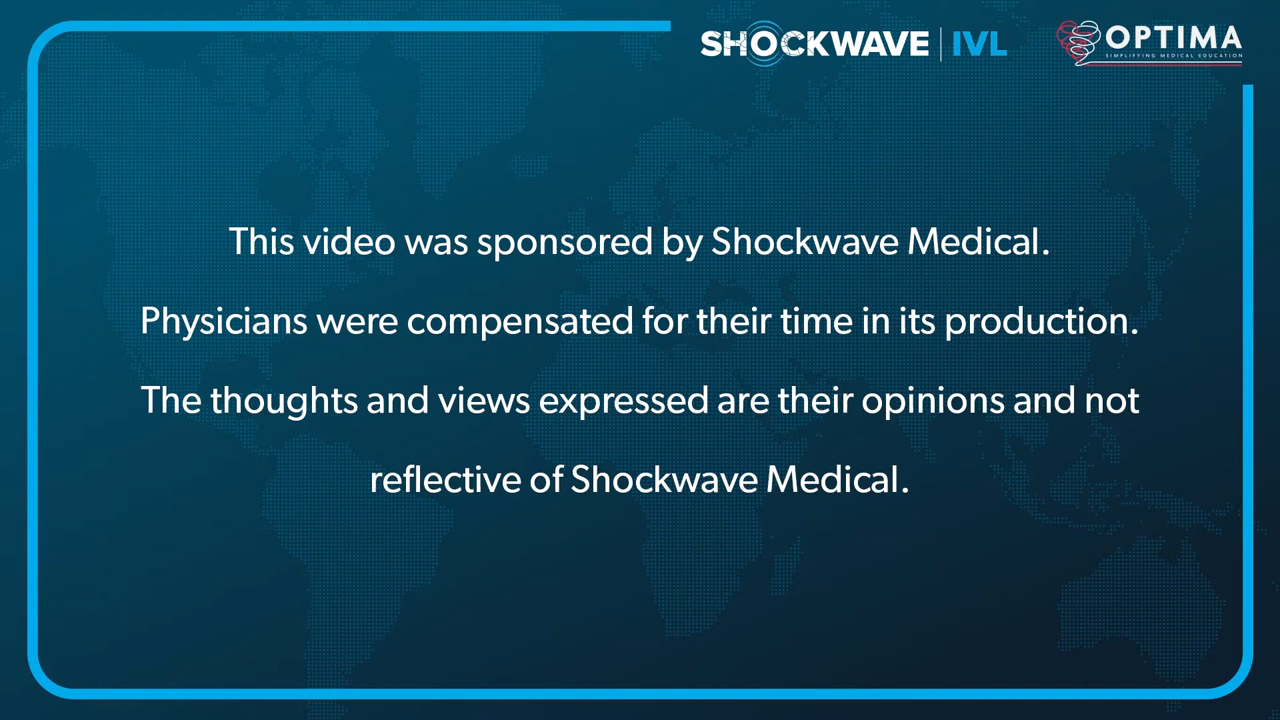 SHOCKWAVE | IVL
OPTIMA
SIMPLIFYING MEDICAL EDUCATION
This video was sponsored by Shockwave Medical.
Physicians were compensated for their time in its production.
The thoughts and views expressed are their opinions and not
reflective of Shockwave Medical.